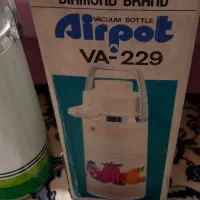 DIAMOND BRAND
VACUUM BOTTLE
Airpot
VA-229